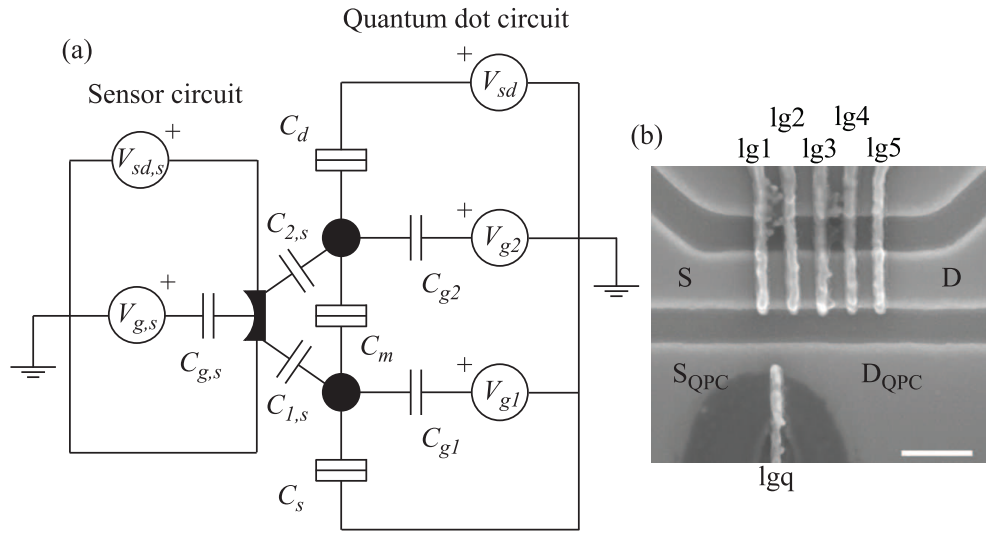 Quantum dot circuit
(a)
+
V_sd
Sensor circuit
C_d
lg2 lg4
(b)
lg1 lg3 lg5
+
V_sd,s
C_2,s
+
V_g2
S D
+
V_g,s
C_g2
C_g,s
C_m
+
V_g1
S_QPC D_QPC
C_1,s
C_g1
C_s
lgq